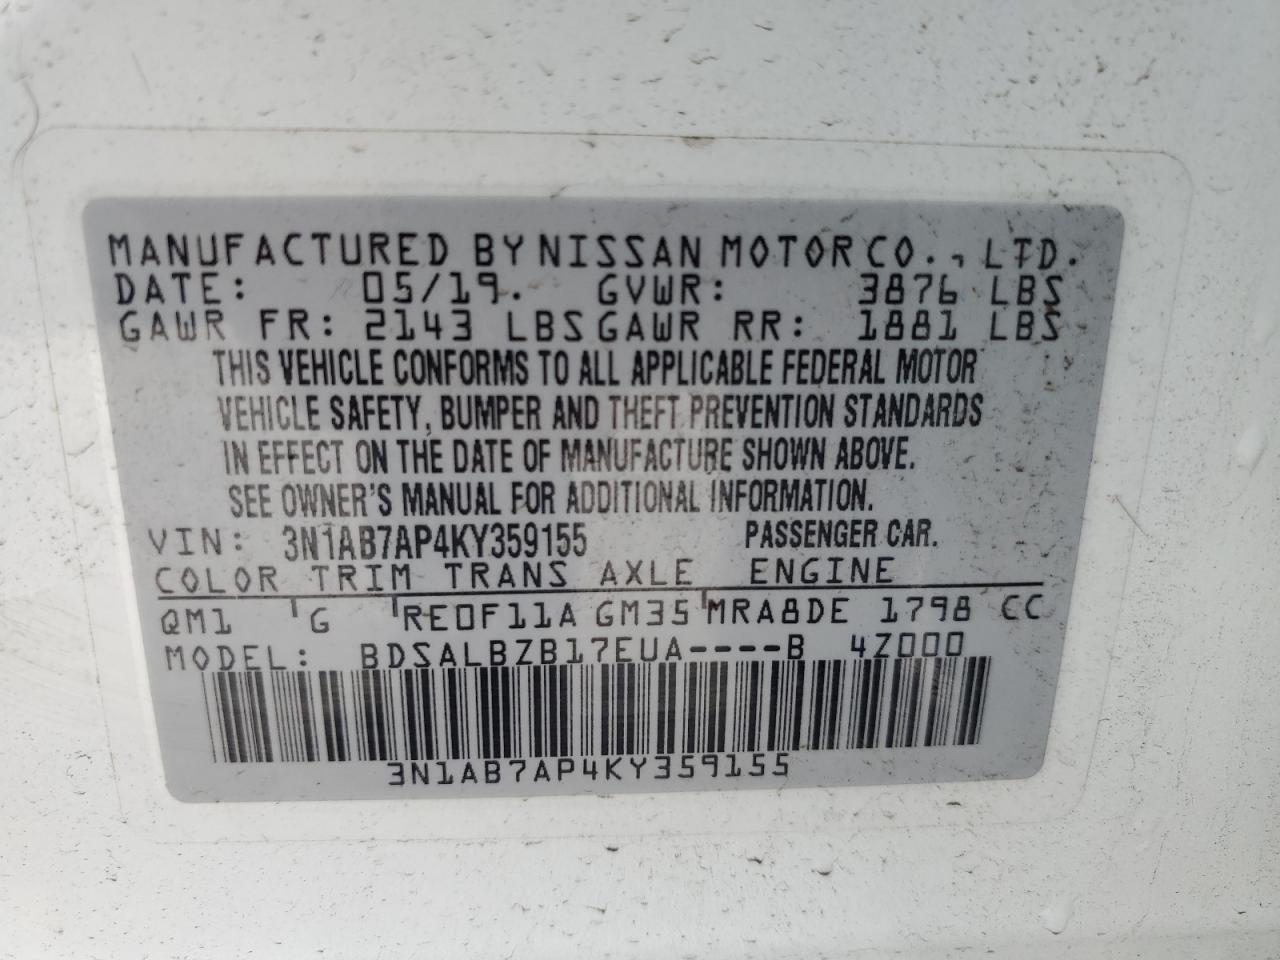 MANUFACTURED BY NISSAN MOTOR CO., LTD.
DATE: 05/19. GVWR: 3876 LBS
GAWR FR: 2143 LBS GAWR RR: 1881 LBS
THIS VEHICLE CONFORMS TO ALL APPLICABLE FEDERAL MOTOR
VEHICLE SAFETY, BUMPER AND THEFT PREVENTION STANDARDS
IN EFFECT ON THE DATE OF MANUFACTURE SHOWN ABOVE.
SEE OWNER'S MANUAL FOR ADDITIONAL INFORMATION.
VIN: 3N1AB7AP4KY359155 PASSENGER CAR.
COLOR TRIM TRANS AXLE ENGINE
QM1 G RE0F11A GM35 MRA8DE 1798 CC
MODEL: BDSALBZB17EUA----B 4Z000
3N1AB7AP4KY359155